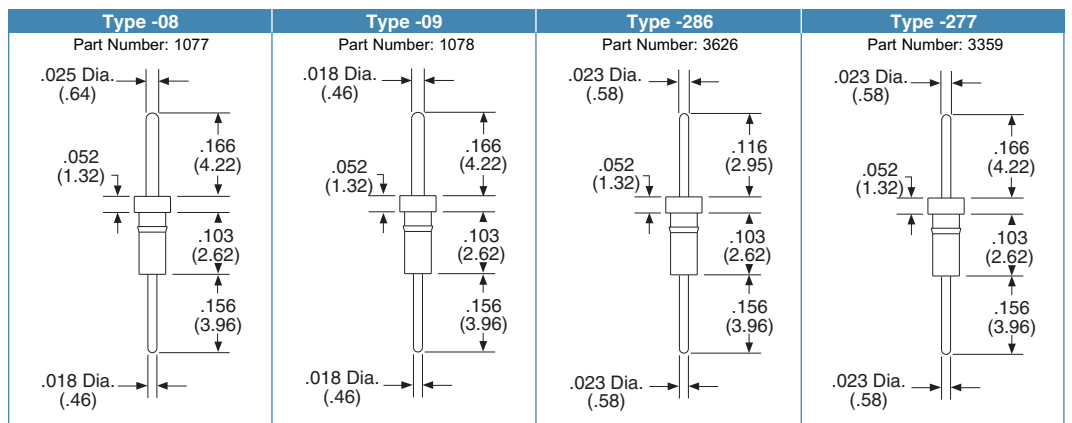 Type -08
Part Number: 1077
.025 Dia.
(.64)
.166
(4.22)
.052
(1.32)
.103
(2.62)
.156
(3.96)
.018 Dia.
(.46)
Type -09
Part Number: 1078
.018 Dia.
(.46)
.166
(4.22)
.052
(1.32)
.103
(2.62)
.156
(3.96)
.018 Dia.
(.46)
Type -286
Part Number: 3626
.023 Dia.
(.58)
.116
(2.95)
.052
(1.32)
.103
(2.62)
.156
(3.96)
.023 Dia.
(.58)
Type -277
Part Number: 3359
.023 Dia.
(.58)
.166
(4.22)
.052
(1.32)
.103
(2.62)
.156
(3.96)
.023 Dia.
(.58)